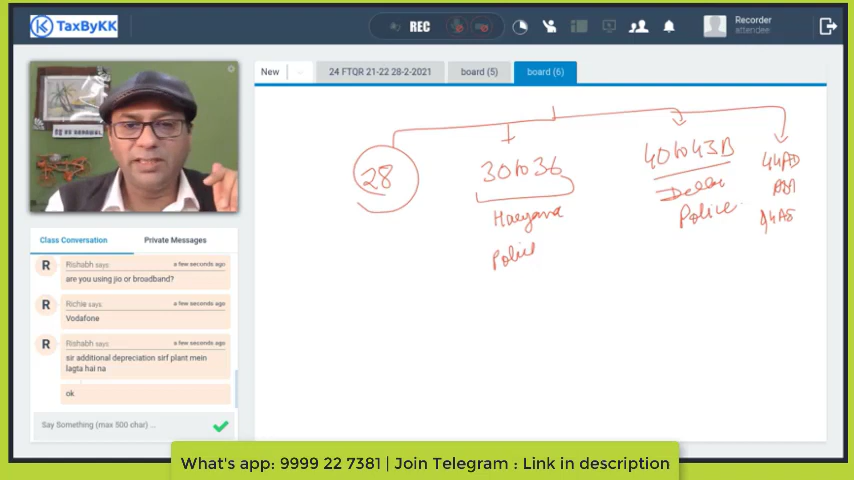 TaxByKK
REC
Recorder
attendee
New
24 FTQR 21-22 28-2-2021
board (5)
board (6)
28
30 to 36
Haryana
Police
40 to 43B
Delhi
Police
44AD
ADA
44AE
Class Conversation
Private Messages
R
Rishabh says:
a few seconds ago
are you using jio or broadband?
R
Richie says:
a few seconds ago
Vodafone
R
Rishabh says:
a few seconds ago
sir additional depreciation sirf plant mein
lagta hai na
ok
Say Something (max 500 char) ...
What's app: 9999 22 7381 | Join Telegram : Link in description